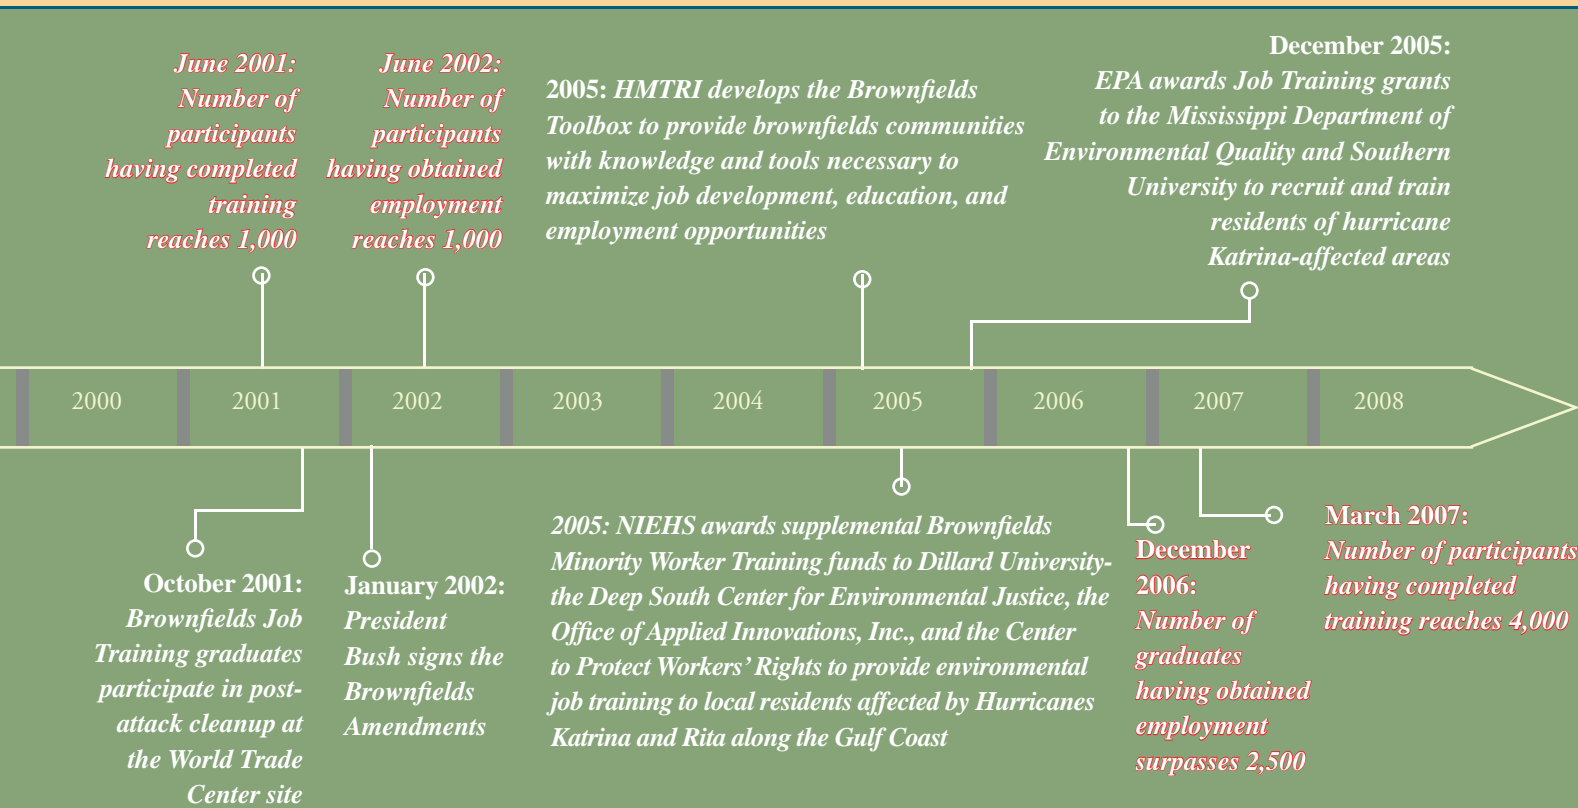 June 2001:
Number of
participants
having completed
training
reaches 1,000
June 2002:
Number of
participants
having obtained
employment
reaches 1,000
2005: HMTRI develops the Brownfields
Toolbox to provide brownfields communities
with knowledge and tools necessary to
maximize job development, education, and
employment opportunities
December 2005:
EPA awards Job Training grants
to the Mississippi Department of
Environmental Quality and Southern
University to recruit and train
residents of hurricane
Katrina-affected areas
2000 2001 2002 2003 2004 2005 2006 2007 2008
October 2001:
Brownfields Job
Training graduates
participate in post-
attack cleanup at
the World Trade
Center site
January 2002:
President
Bush signs the
Brownfields
Amendments
2005: NIEHS awards supplemental Brownfields
Minority Worker Training funds to Dillard University-
the Deep South Center for Environmental Justice, the
Office of Applied Innovations, Inc., and the Center
to Protect Workers' Rights to provide environmental
job training to local residents affected by Hurricanes
Katrina and Rita along the Gulf Coast
December
2006:
Number of
graduates
having obtained
employment
surpasses 2,500
March 2007:
Number of participants
having completed
training reaches 4,000